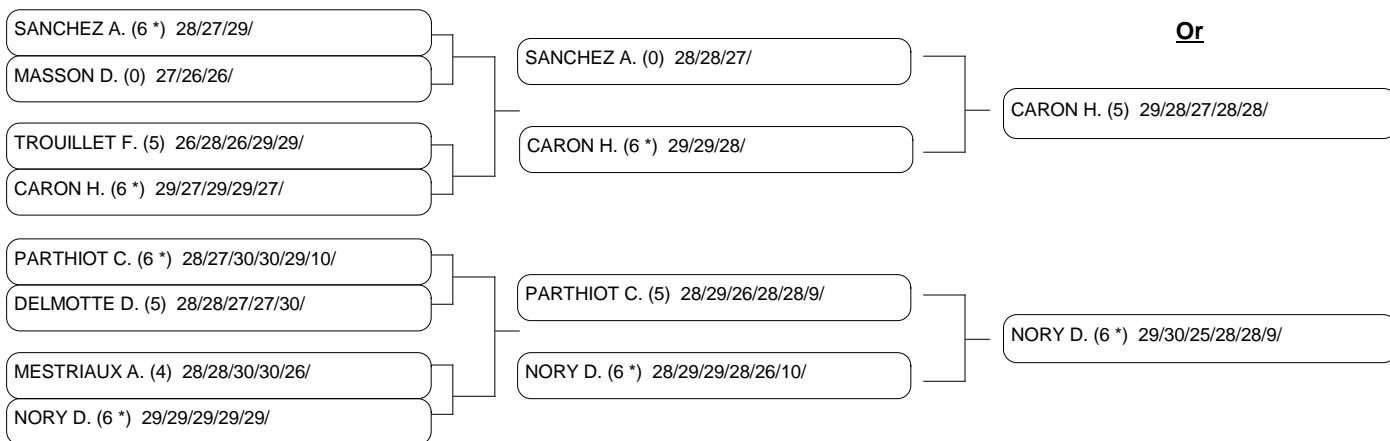 SANCHEZ A. (6 *) 28/27/29/
MASSON D. (0) 27/26/26/
TROUILLET F. (5) 26/28/26/29/29/
CARON H. (6 *) 29/27/29/29/27/
PARTHIOT C. (6 *) 28/27/30/30/29/10/
DELMOTTE D. (5) 28/28/27/27/30/
MESTRIAUX A. (4) 28/28/30/30/26/
NORY D. (6 *) 29/29/29/29/29/
SANCHEZ A. (0) 28/28/27/
CARON H. (6 *) 29/29/28/
PARTHIOT C. (5) 28/29/26/28/28/9/
NORY D. (6 *) 28/29/29/28/26/10/
Or
CARON H. (5) 29/28/27/28/28/
NORY D. (6 *) 29/30/25/28/28/9/